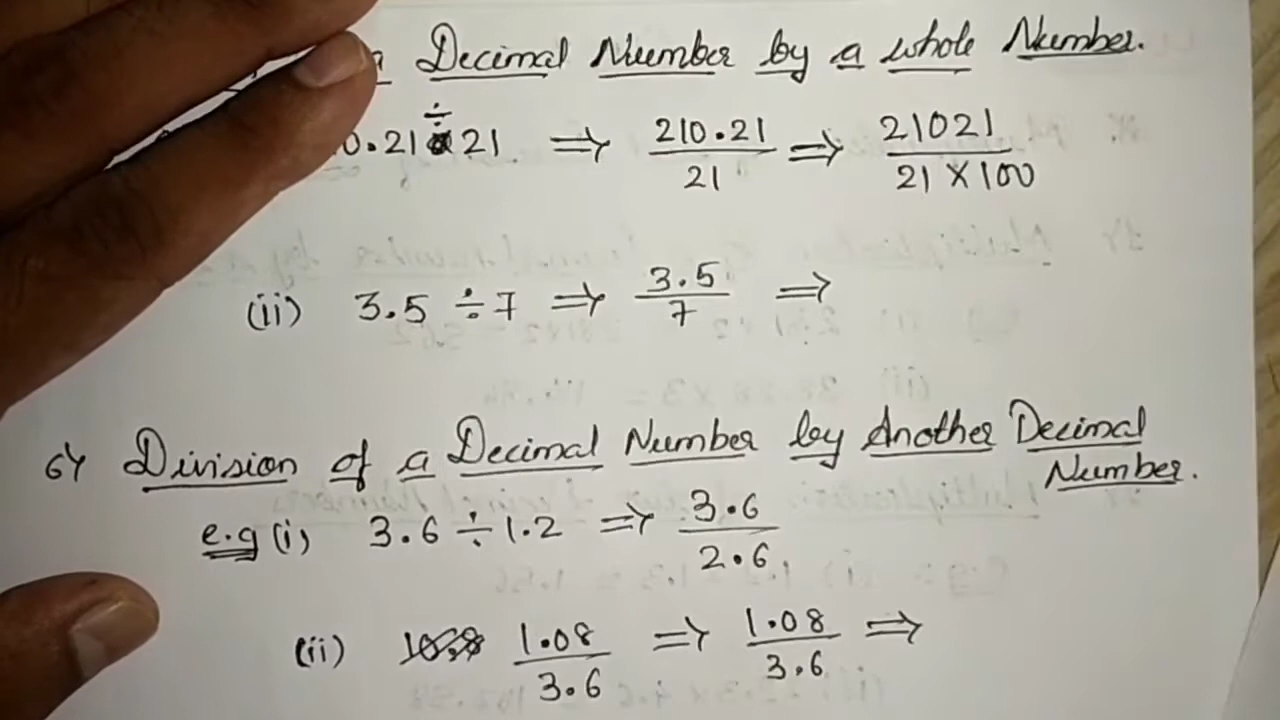 Decimal Number by a whole Number.
0.21 ÷ 21 ⇒ 210.21/21 ⇒ 21021/21 × 100
(ii) 3.5 ÷ 7 ⇒ 3.5/7 ⇒
6) Division of a Decimal Number by Another Decimal
Number.
e.g (i) 3.6 ÷ 1.2 ⇒ 3.6/2.6
(ii) 1.08/3.6 ⇒ 1.08/3.6 ⇒